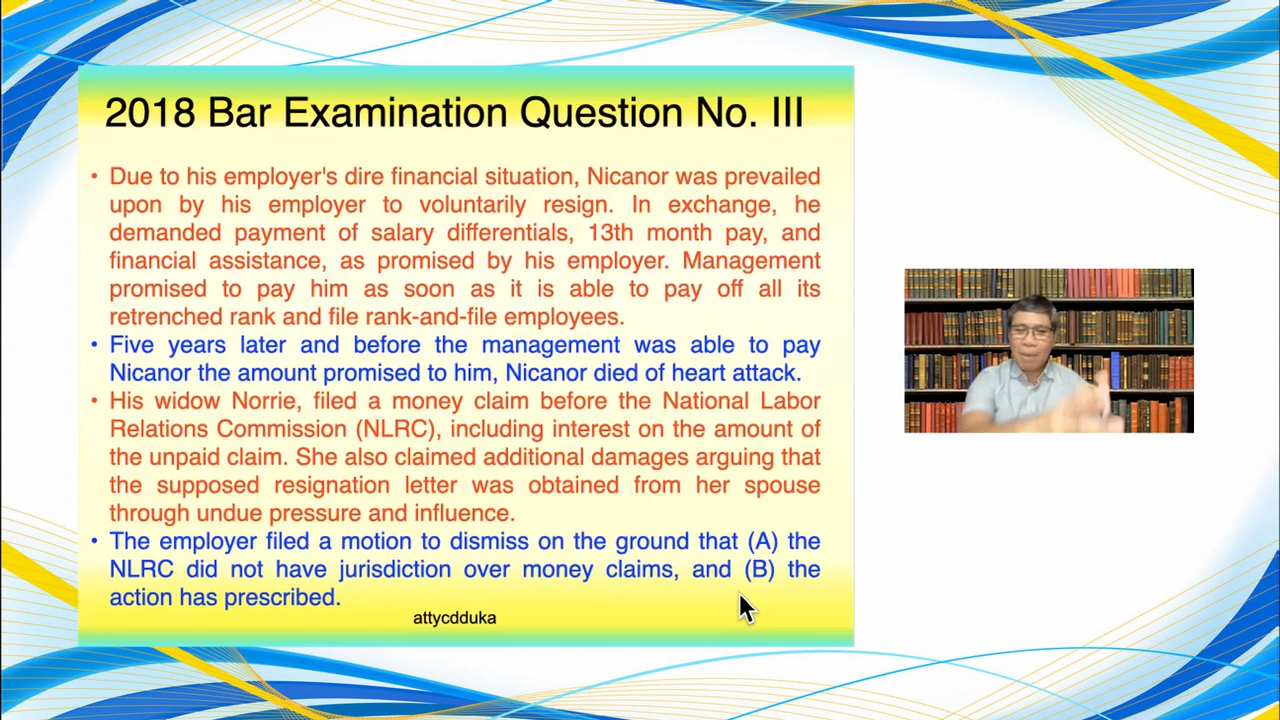 2018 Bar Examination Question No. III
• Due to his employer's dire financial situation, Nicanor was prevailed
upon by his employer to voluntarily resign. In exchange, he
demanded payment of salary differentials, 13th month pay, and
financial assistance, as promised by his employer. Management
promised to pay him as soon as it is able to pay off all its
retrenched rank and file rank-and-file employees.
• Five years later and before the management was able to pay
Nicanor the amount promised to him, Nicanor died of heart attack.
• His widow Norrie, filed a money claim before the National Labor
Relations Commission (NLRC), including interest on the amount of
the unpaid claim. She also claimed additional damages arguing that
the supposed resignation letter was obtained from her spouse
through undue pressure and influence.
• The employer filed a motion to dismiss on the ground that (A) the
NLRC did not have jurisdiction over money claims, and (B) the
action has prescribed.
attycdduka